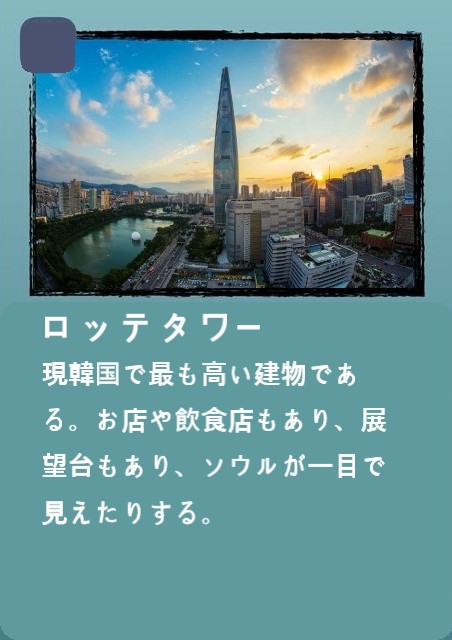 ロッテタワー
現韓国で最も高い建物であ
る。お店や飲食店もあり、展
望台もあり、ソウルが一目で
見えたりする。